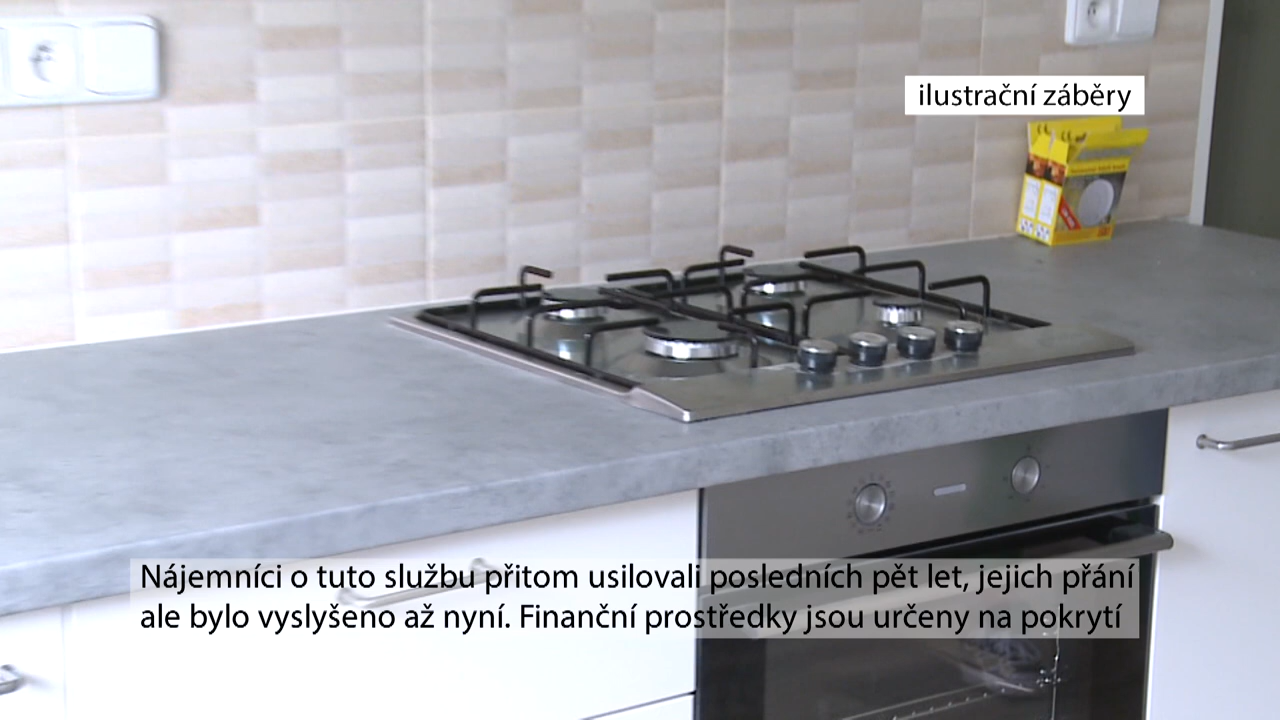 ilustrační záběry
Nájemníci o tuto službu přitom usilovali posledních pět let, jejich přání
ale bylo vyslyšeno až nyní. Finanční prostředky jsou určeny na pokrytí